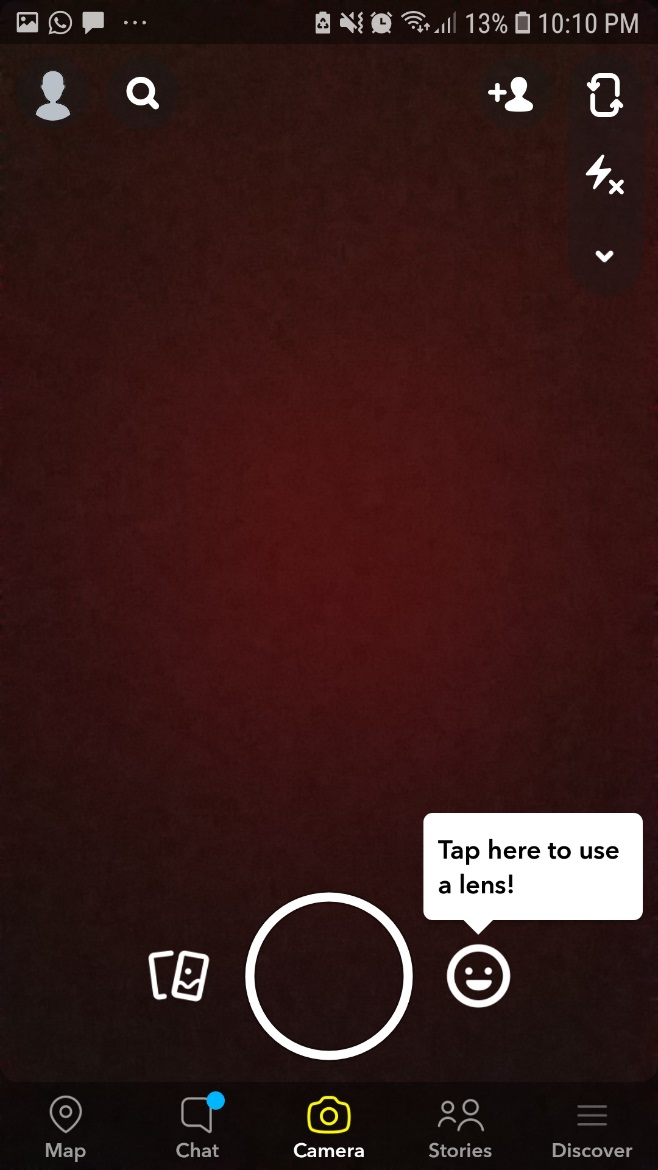 13% 10:10 PM
Tap here to use
a lens!
Map Chat Camera Stories Discover